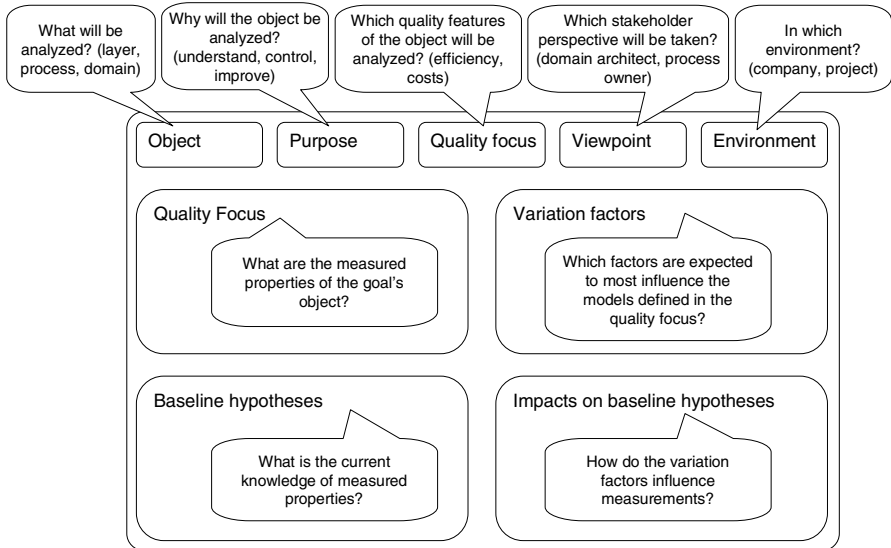 What will be
analyzed? (layer,
process, domain)
Why will the object be
analyzed?
(understand, control,
improve)
Which quality features
of the object will be
analyzed? (efficiency,
costs)
Which stakeholder
perspective will be taken?
(domain architect, process
owner)
In which
environment?
(company, project)
Object
Purpose
Quality focus
Viewpoint
Environment
Quality Focus
What are the measured
properties of the goal's
object?
Variation factors
Which factors are expected
to most influence the
models defined in the
quality focus?
Baseline hypotheses
What is the current
knowledge of measured
properties?
Impacts on baseline hypotheses
How do the variation
factors influence
measurements?